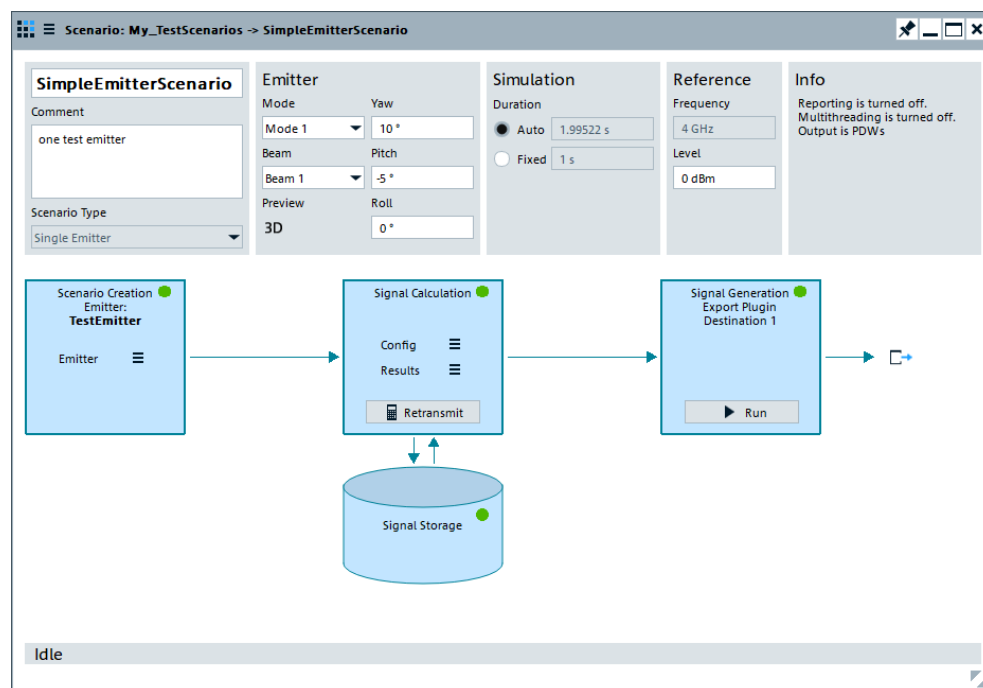 Scenario: My_TestScenarios -> SimpleEmitterScenario
SimpleEmitterScenario
Comment
one test emitter
Scenario Type
Single Emitter
Emitter
Mode
Yaw
Mode 1
10 °
Beam
Pitch
Beam 1
-5 °
Preview
Roll
3D
0 °
Simulation
Duration
Auto
1.99522 s
Fixed
1 s
Reference
Frequency
4 GHz
Level
0 dBm
Info
Reporting is turned off.
Multithreading is turned off.
Output is PDWs
Scenario Creation
Emitter:
TestEmitter
Emitter
Signal Calculation
Config
Results
Retransmit
Signal Generation
Export Plugin
Destination 1
Run
Signal Storage
Idle